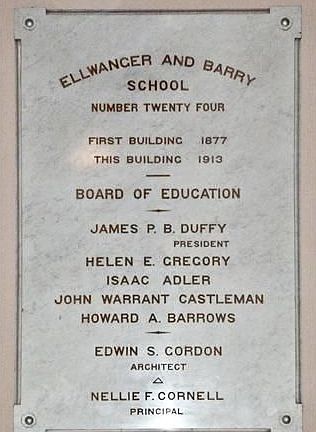 ELLWANGER AND BARRY
SCHOOL
NUMBER TWENTY FOUR
FIRST BUILDING 1877
THIS BUILDING 1913
BOARD OF EDUCATION
JAMES P. B. DUFFY
PRESIDENT
HELEN E. GREGORY
ISAAC ADLER
JOHN WARRANT CASTLEMAN
HOWARD A. BARROWS
EDWIN S. GORDON
ARCHITECT
NELLIE F. CORNELL
PRINCIPAL